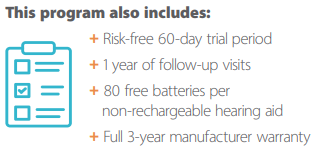 This program also includes:
+ Risk-free 60-day trial period
+ 1 year of follow-up visits
+ 80 free batteries per
non-rechargeable hearing aid
+ Full 3-year manufacturer warranty